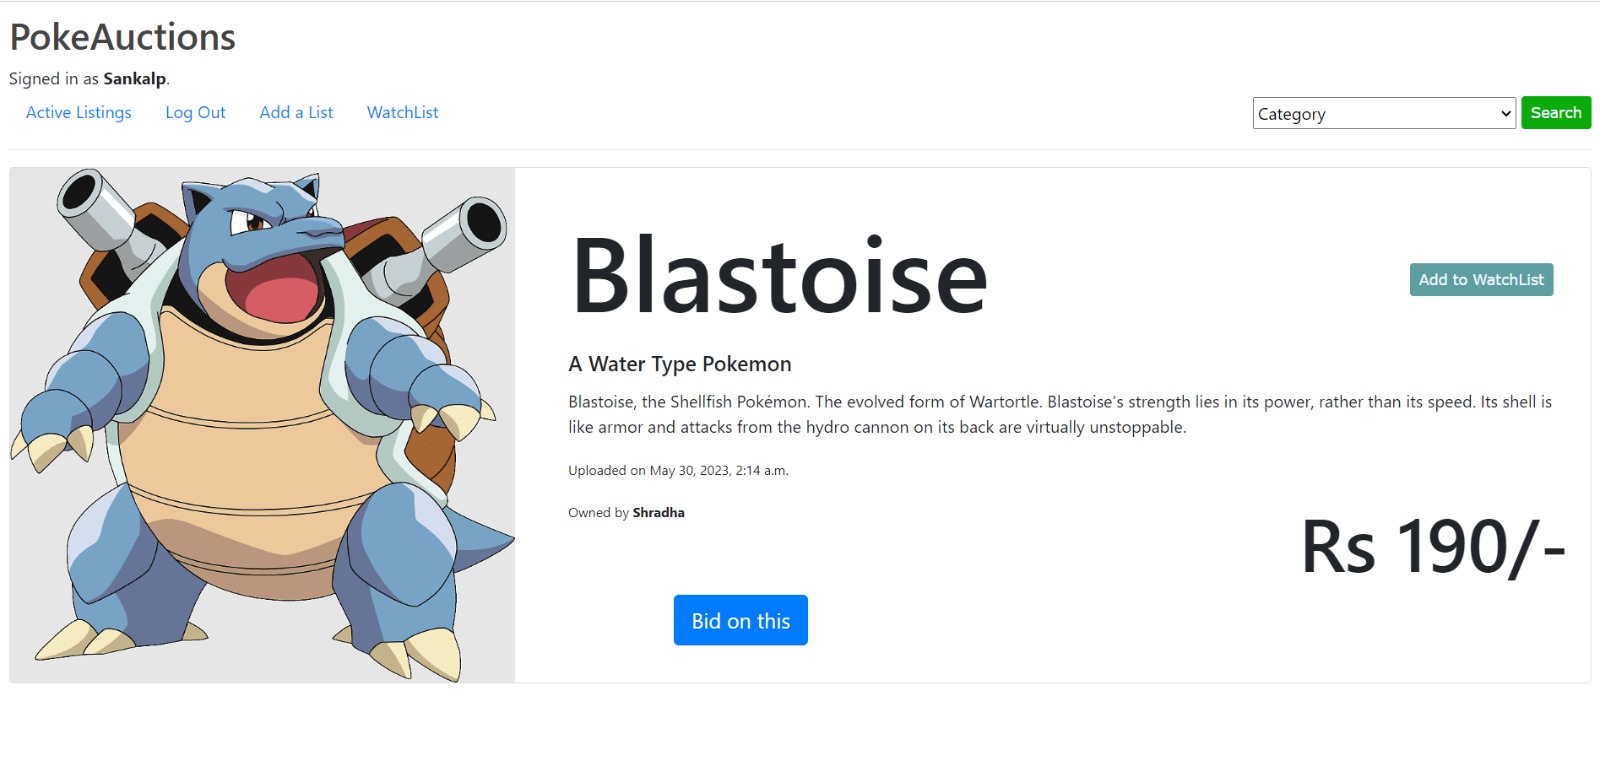 PokeAuctions
Signed in as Sankalp.
Active Listings Log Out Add a List WatchList Category Search
Blastoise
Add to WatchList
A Water Type Pokemon
Blastoise, the Shellfish Pokémon. The evolved form of Wartortle. Blastoise's strength lies in its power, rather than its speed. Its shell is
like armor and attacks from the hydro cannon on its back are virtually unstoppable.
Uploaded on May 30, 2023, 2:14 a.m.
Owned by Shradha
Rs 190/-
Bid on this